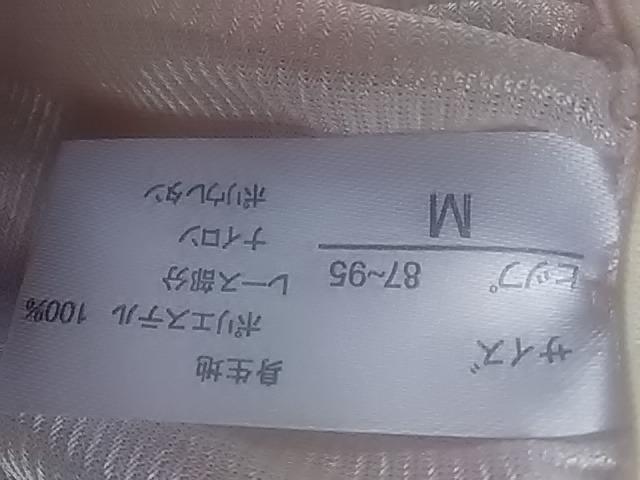 サイズ
ヒップ 87~95
M
身生地
ポリエステル 100%
レース部分
ナイロン
ポリウレタン